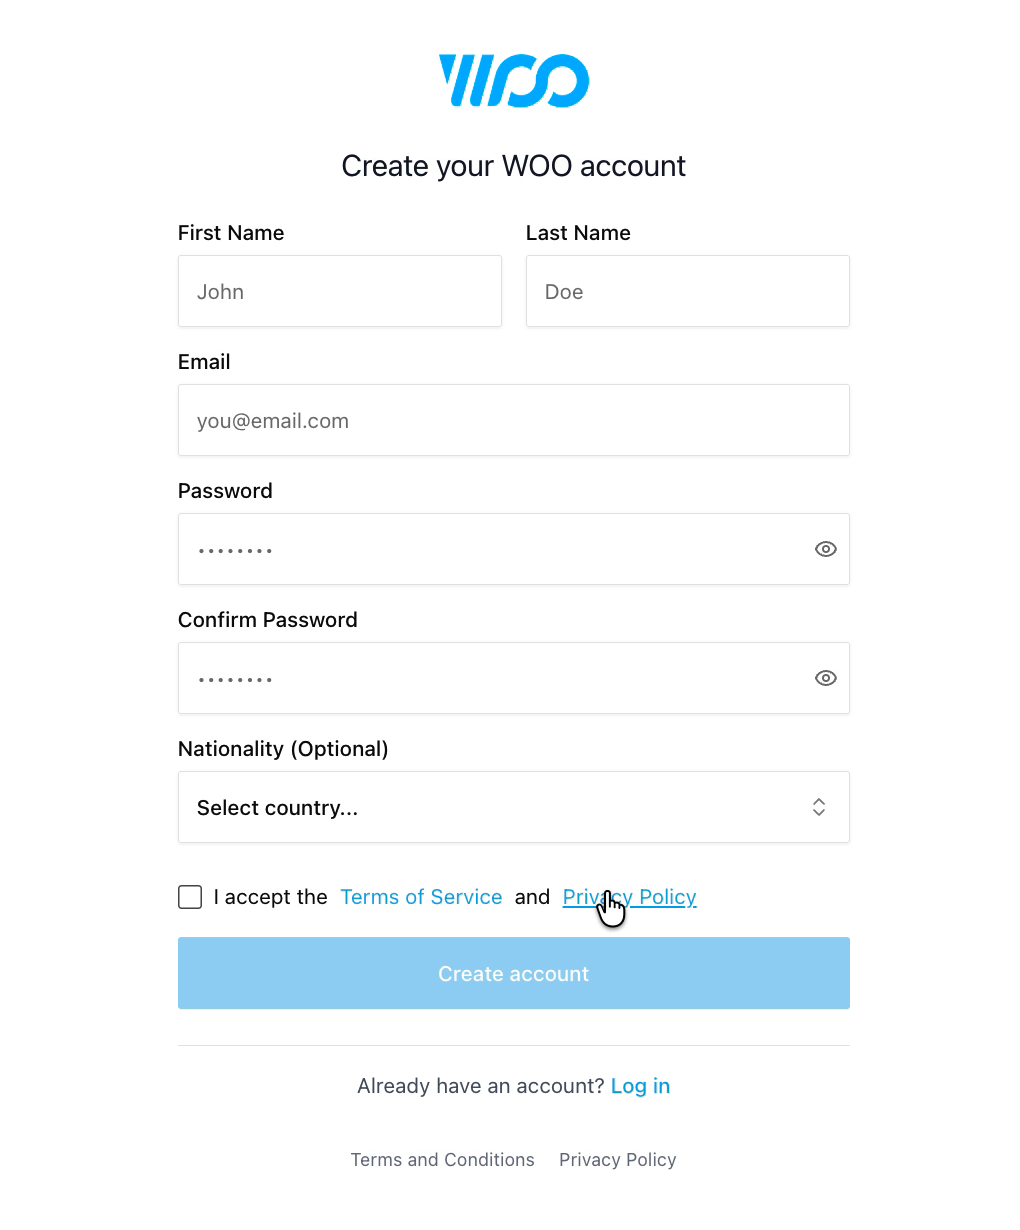 WOO
Create your WOO account
First Name
Last Name
John
Doe
Email
you@email.com
Password
••••••••
Confirm Password
••••••••
Nationality (Optional)
Select country...
I accept the Terms of Service and Privacy Policy
Create account
Already have an account? Log in
Terms and Conditions Privacy Policy